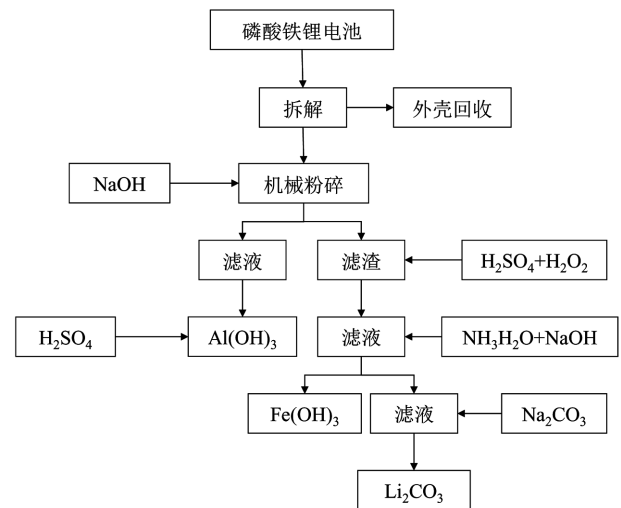 磷酸铁锂电池
拆解
外壳回收
NaOH
机械粉碎
滤液
滤渣
H₂SO₄+H₂O₂
H₂SO₄
Al(OH)₃
滤液
NH₃H₂O+NaOH
Fe(OH)₃
滤液
Na₂CO₃
Li₂CO₃